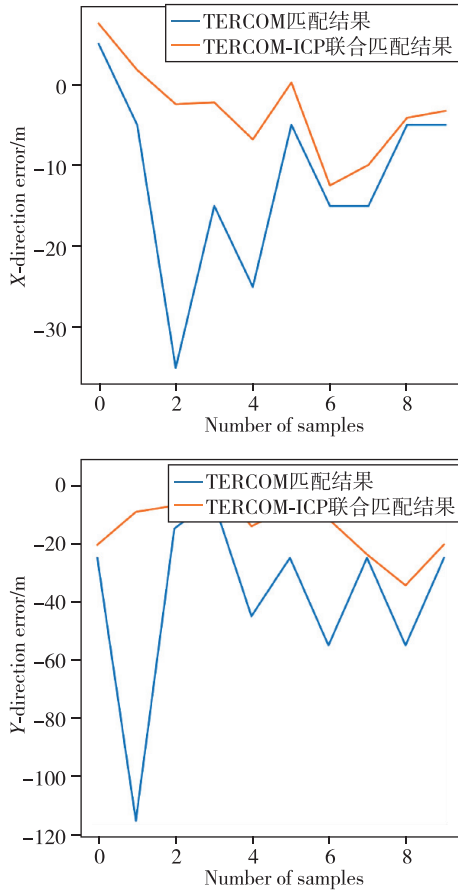 TERCOM匹配结果
TERCOM-ICP联合匹配结果
0
−10
−20
−30
X-direction error/m
0 2 4 6 8
Number of samples
TERCOM匹配结果
TERCOM-ICP联合匹配结果
0
−20
−40
−60
−80
−100
−120
Y-direction error/m
0 2 4 6 8
Number of samples